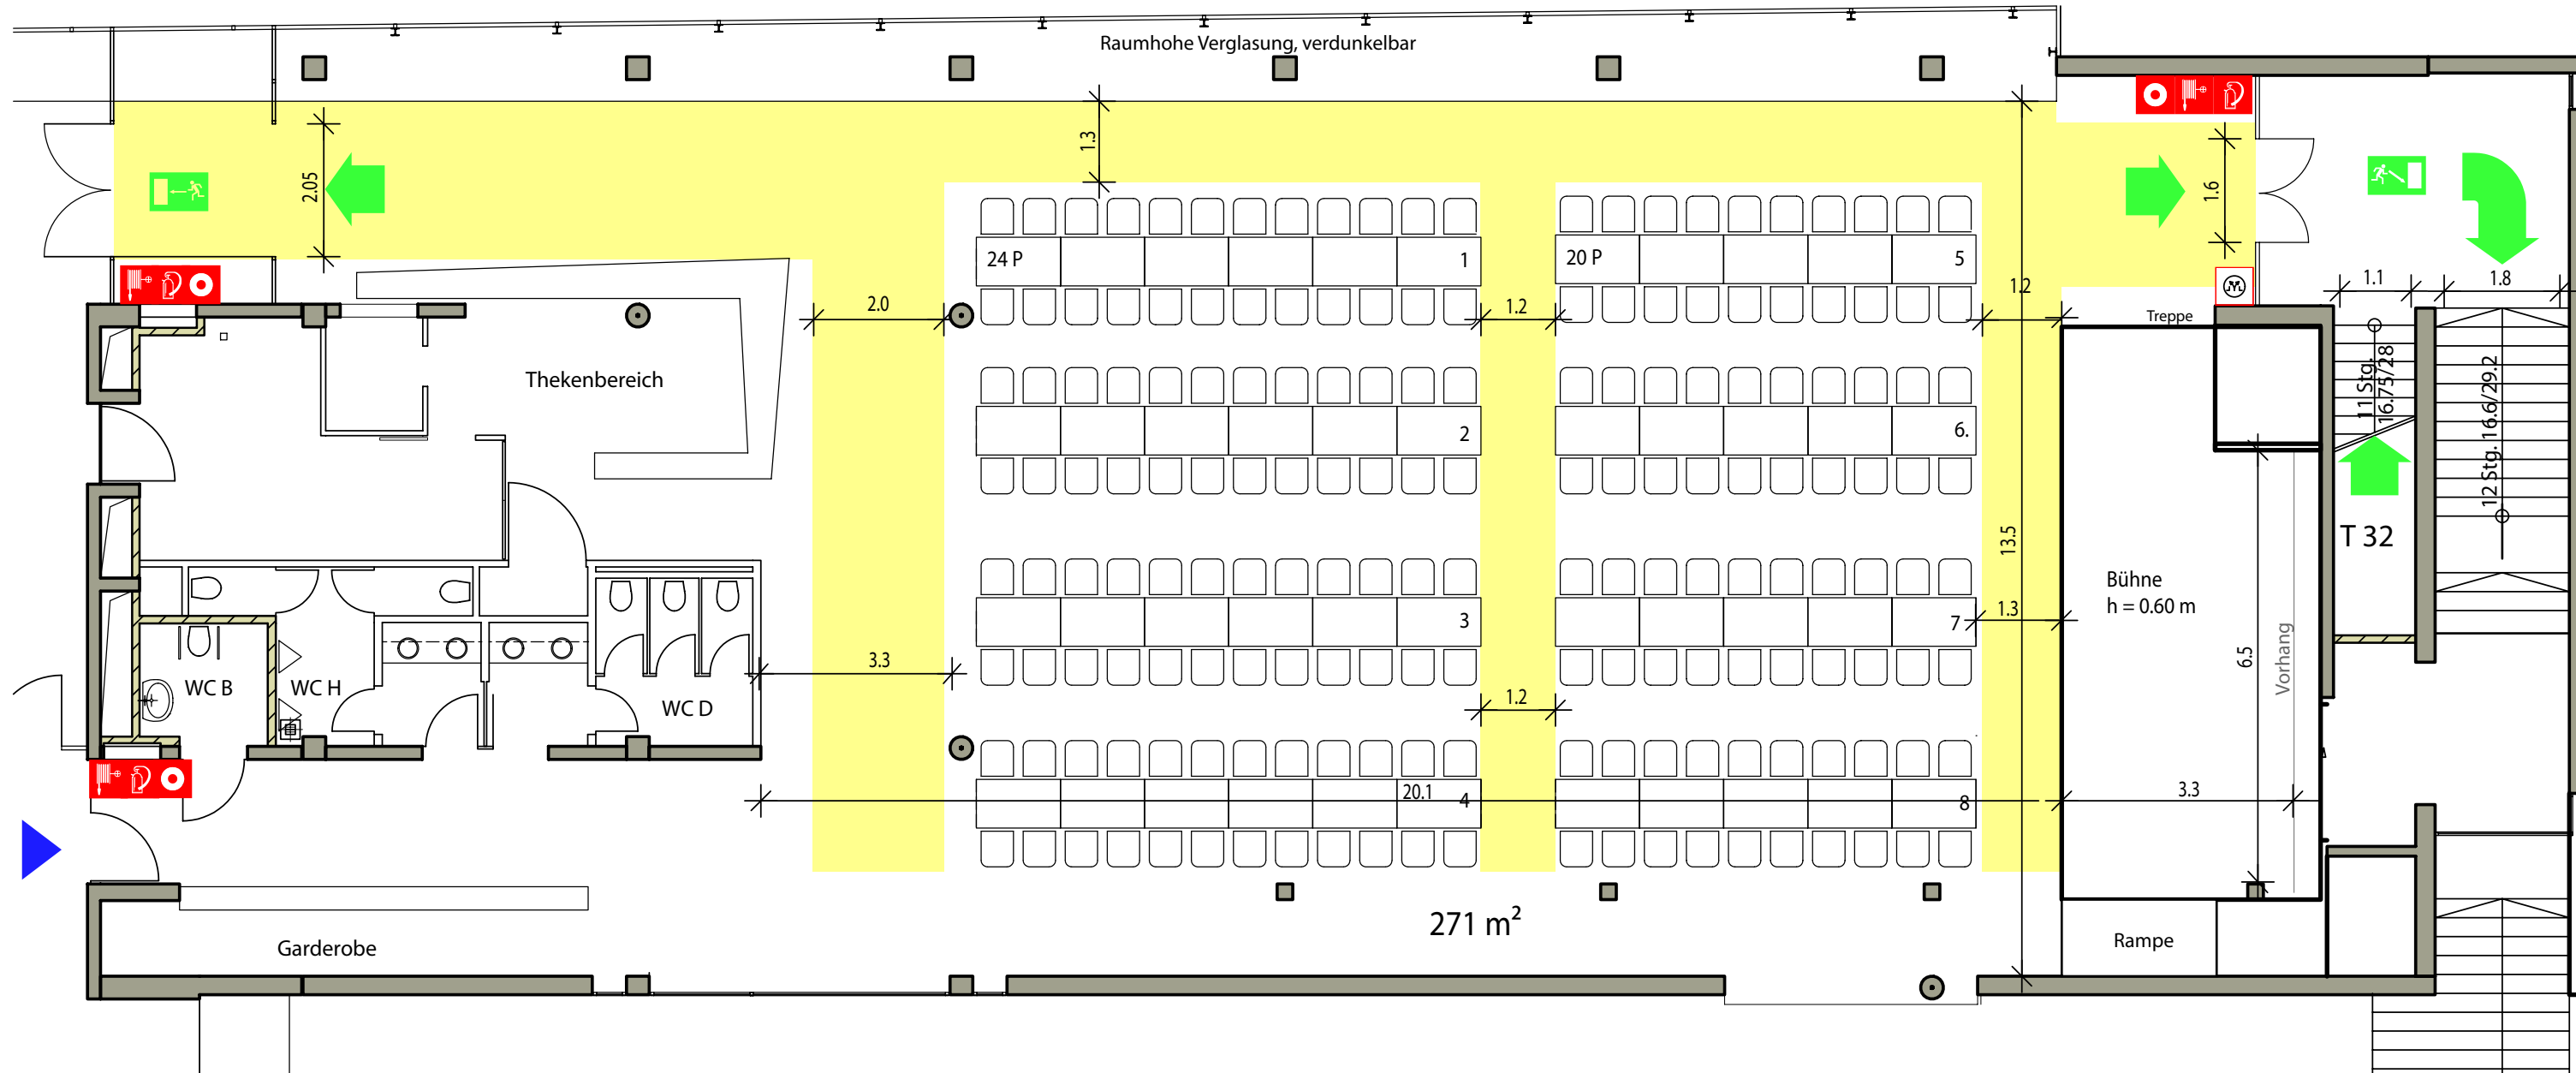 Raumhohe Verglasung, verdunkelbar
1.3
2.05
1.6
24 P
1
20 P
5
1.1
1.8
2.0
1.2
1.2
Treppe
Thekenbereich
11 Stg.
16.75/28
2
6.
12 Stg. 16.6/29.2
13.5
T 32
Bühne
h = 0.60 m
3
7
1.3
6.5
Vorhang
3.3
WC B
WC H
WC D
1.2
20.1
4
8
3.3
271 m²
Garderobe
Rampe